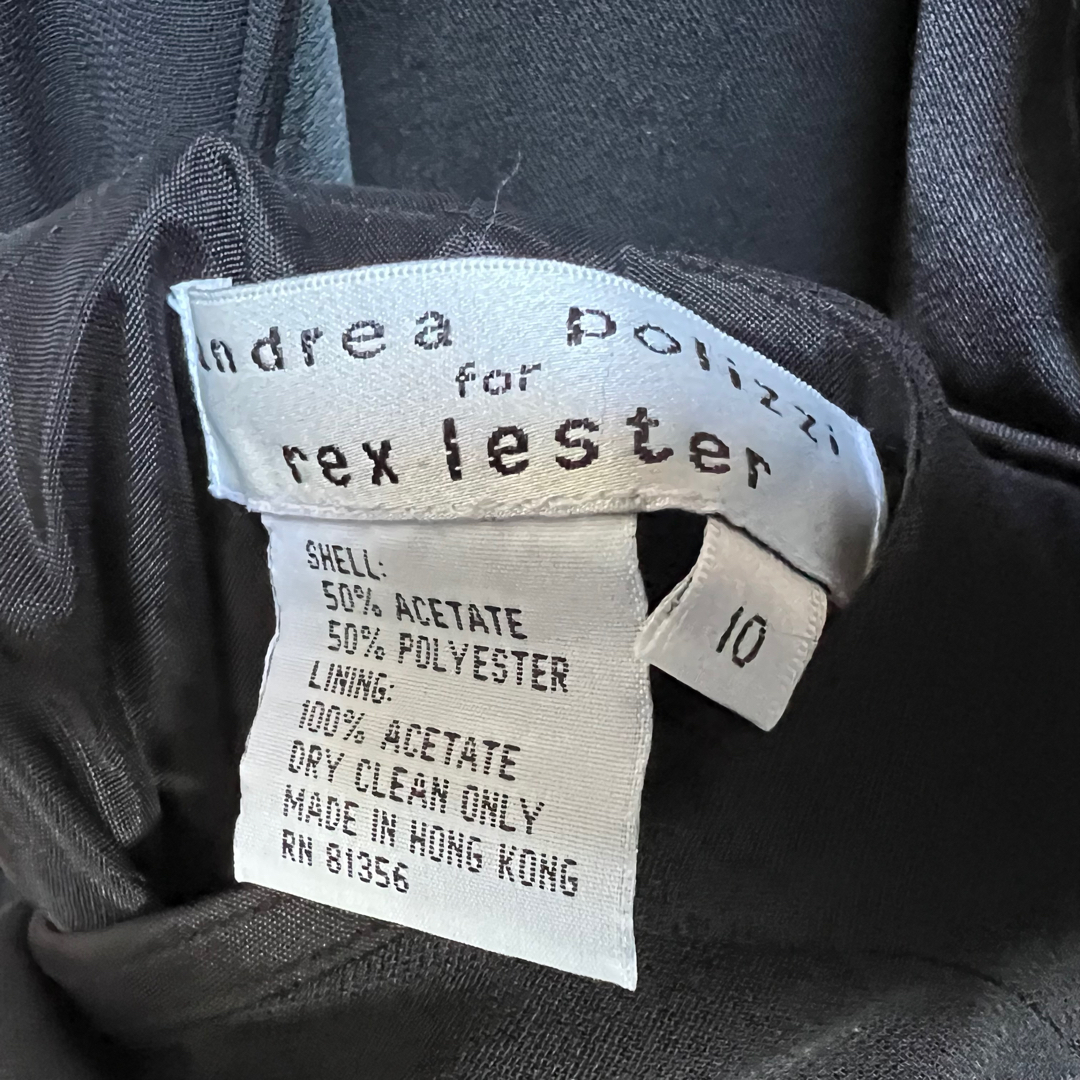 andrea polizzi
for
rex lester
SHELL:
50% ACETATE
50% POLYESTER
LINING:
100% ACETATE
DRY CLEAN ONLY
MADE IN HONG KONG
RN 81356
10